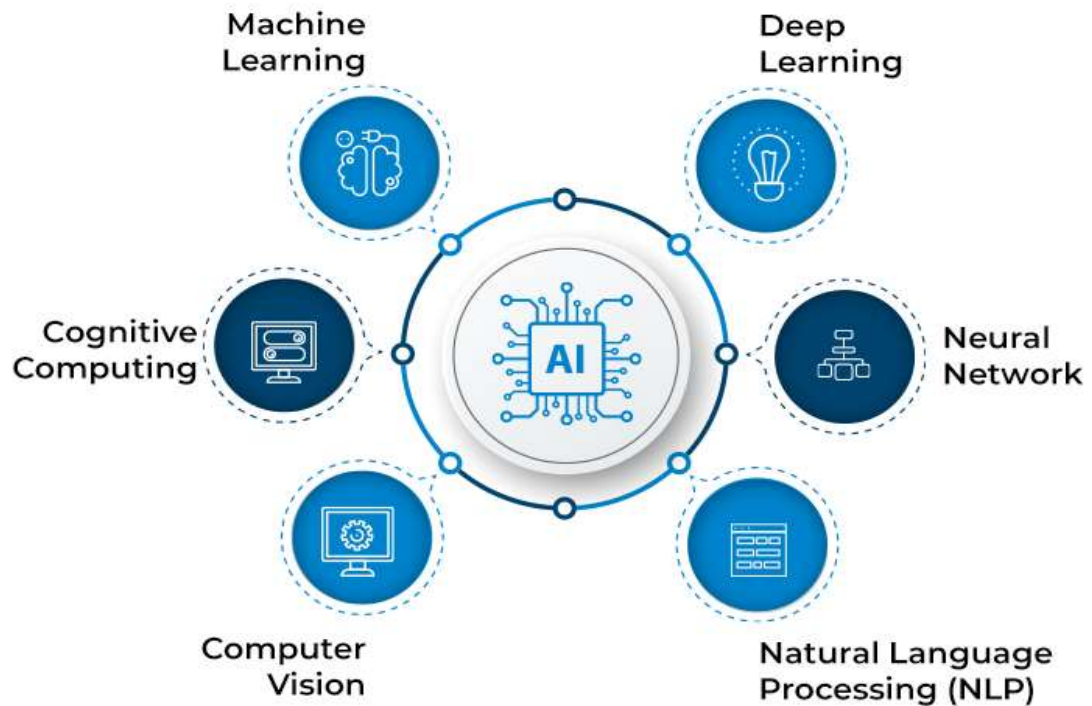 Machine
Learning
Deep
Learning
Cognitive
Computing
AI
Neural
Network
Computer
Vision
Natural Language
Processing (NLP)